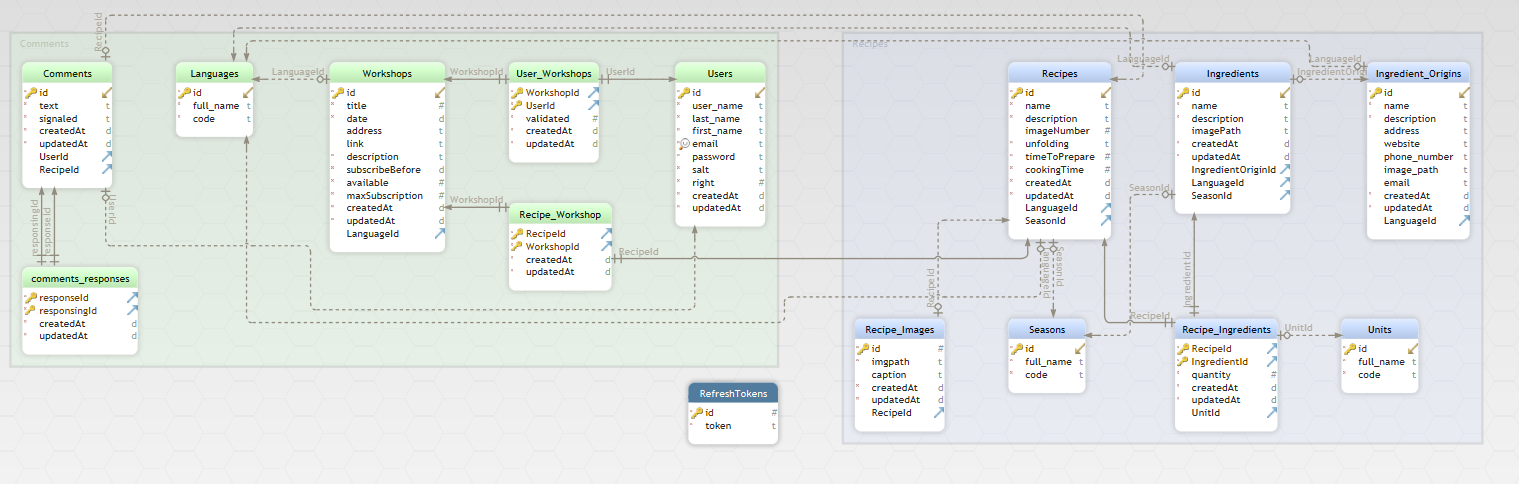 Comments
Comments
id
text t
signaled t
createdAt d
updatedAt d
UserId
RecipeId
RecipeId
UserId
responsingId
responseId
comments_responses
responseId
responsingId
createdAt d
updatedAt d
Languages
id
full_name t
code t
LanguageId
Workshops
id
title #
date d
address t
link t
description t
subscribeBefore d
available t
maxSubscription #
createdAt d
updatedAt d
LanguageId
WorkshopId
User_Workshops
WorkshopId
UserId
validated #
createdAt d
updatedAt d
UserId
WorkshopId
Recipe_Workshop
RecipeId
WorkshopId
createdAt d
updatedAt d
RecipeId
Users
id
user_name t
last_name t
first_name t
email t
password t
salt t
right #
createdAt d
updatedAt d
RefreshTokens
id #
token t
Recipes
Recipes
id
name t
description t
imageNumber #
unfolding t
timeToPrepare #
cookingTime #
createdAt d
updatedAt d
LanguageId
SeasonId
LanguageId
SeasonId
LanguageId
SeasonId
Ingredients
id
name t
description t
imagePath t
createdAt d
updatedAt d
IngredientOriginId
LanguageId
SeasonId
LanguageId
Ingredient_Origins
id
name t
description t
address t
website t
phone_number t
image_path t
email t
createdAt d
updatedAt d
LanguageId
RecipeId
Recipe_Images
id #
imgpath t
caption t
createdAt d
updatedAt d
RecipeId
Seasons
id
full_name t
code t
RecipeId
IngredientId
Recipe_Ingredients
RecipeId
IngredientId
quantity #
createdAt d
updatedAt d
UnitId
UnitId
Units
id
full_name t
code t